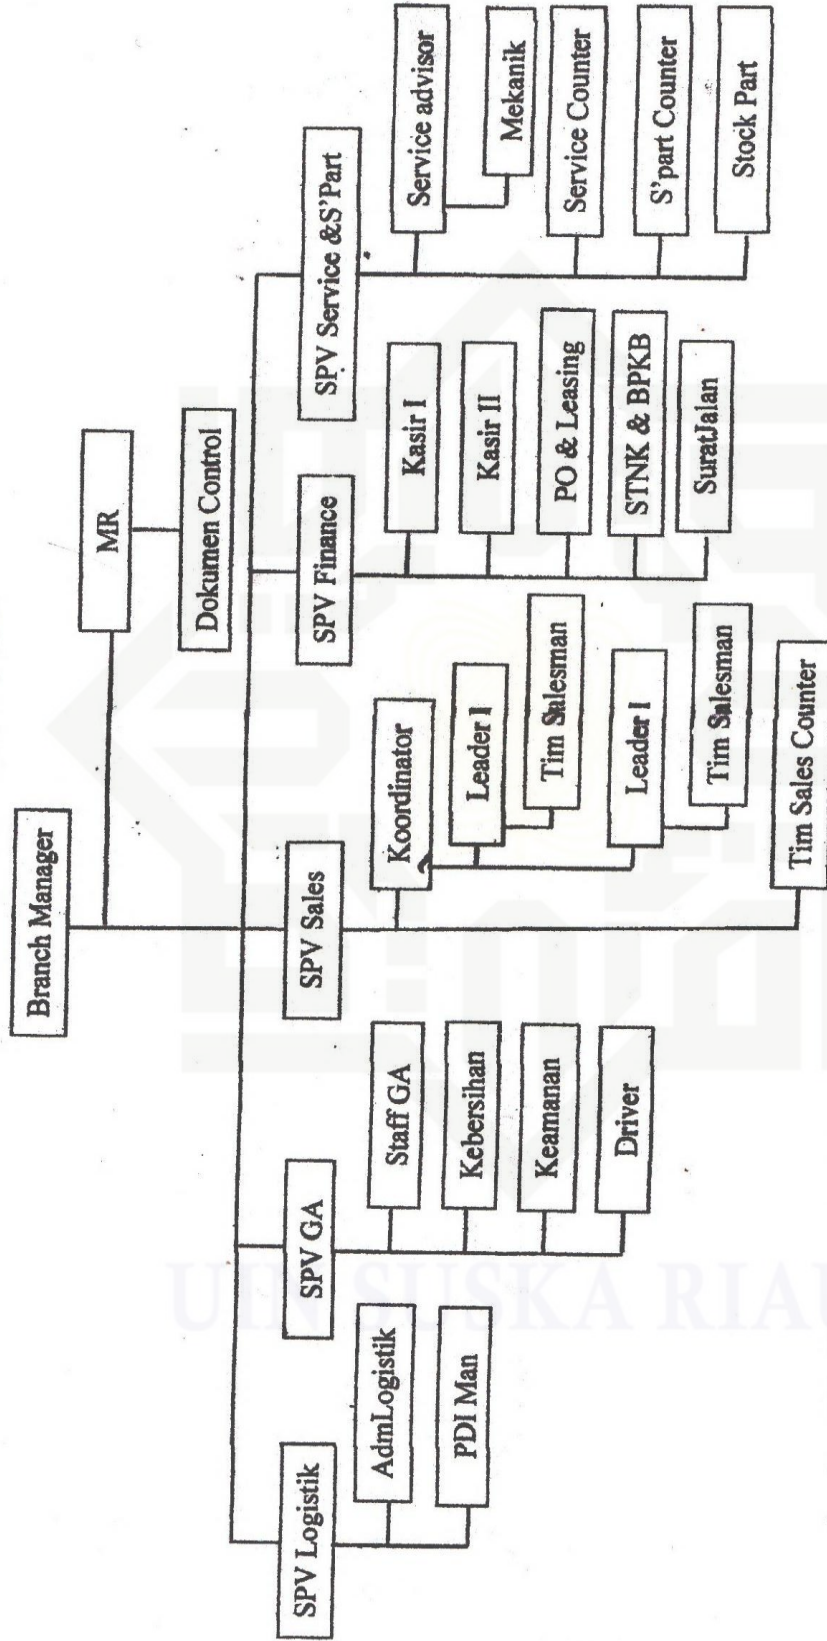 Branch Manager
MR
Dokumen Control
SPV Logistik
AdmLogistik
PDI Man
SPV GA
Staff GA
Kebersihan
Keamanan
Driver
SPV Sales
Koordinator
Leader I
Tim Salesman
Leader I
Tim Salesman
Tim Sales Counter
SPV Finance
Kasir I
Kasir II
PO & Leasing
STNK & BPKB
SuratJalan
SPV Service &S'Part
Service advisor
Mekanik
Service Counter
S'part Counter
Stock Part
UIN SUSKA RIAU